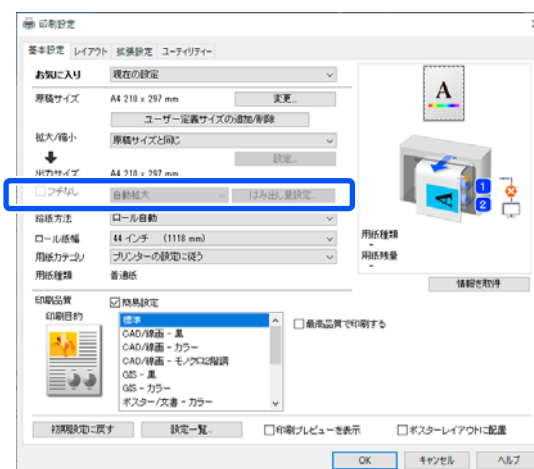 印刷設定
基本設定 レイアウト 拡張設定 ユーティリティー
お気に入り 現在の設定
原稿サイズ A4 210 x 297 mm 変更...
ユーザー定義サイズの追加/削除
拡大/縮小 原稿サイズと同じ
設定...
出力サイズ A4 210 x 297 mm
フチなし 自動拡大 はみ出し量設定...
給紙方法 ロール自動
ロール紙幅 44 インチ (1118 mm)
用紙カテゴリ プリンターの設定に従う
用紙種類 普通紙
A
A
1
2
用紙種類
-
用紙残量
-
情報を取得
印刷品質 簡易設定
印刷目的
標準
CAD/線画 - 黒
CAD/線画 - カラー
CAD/線画 - モノクロ2階調
GIS - 黒
GIS - カラー
ポスター/文書 - カラー
最高品質で印刷する
初期設定に戻す 設定一覧... 印刷プレビューを表示 ポスターレイアウトに配置
OK キャンセル ヘルプ